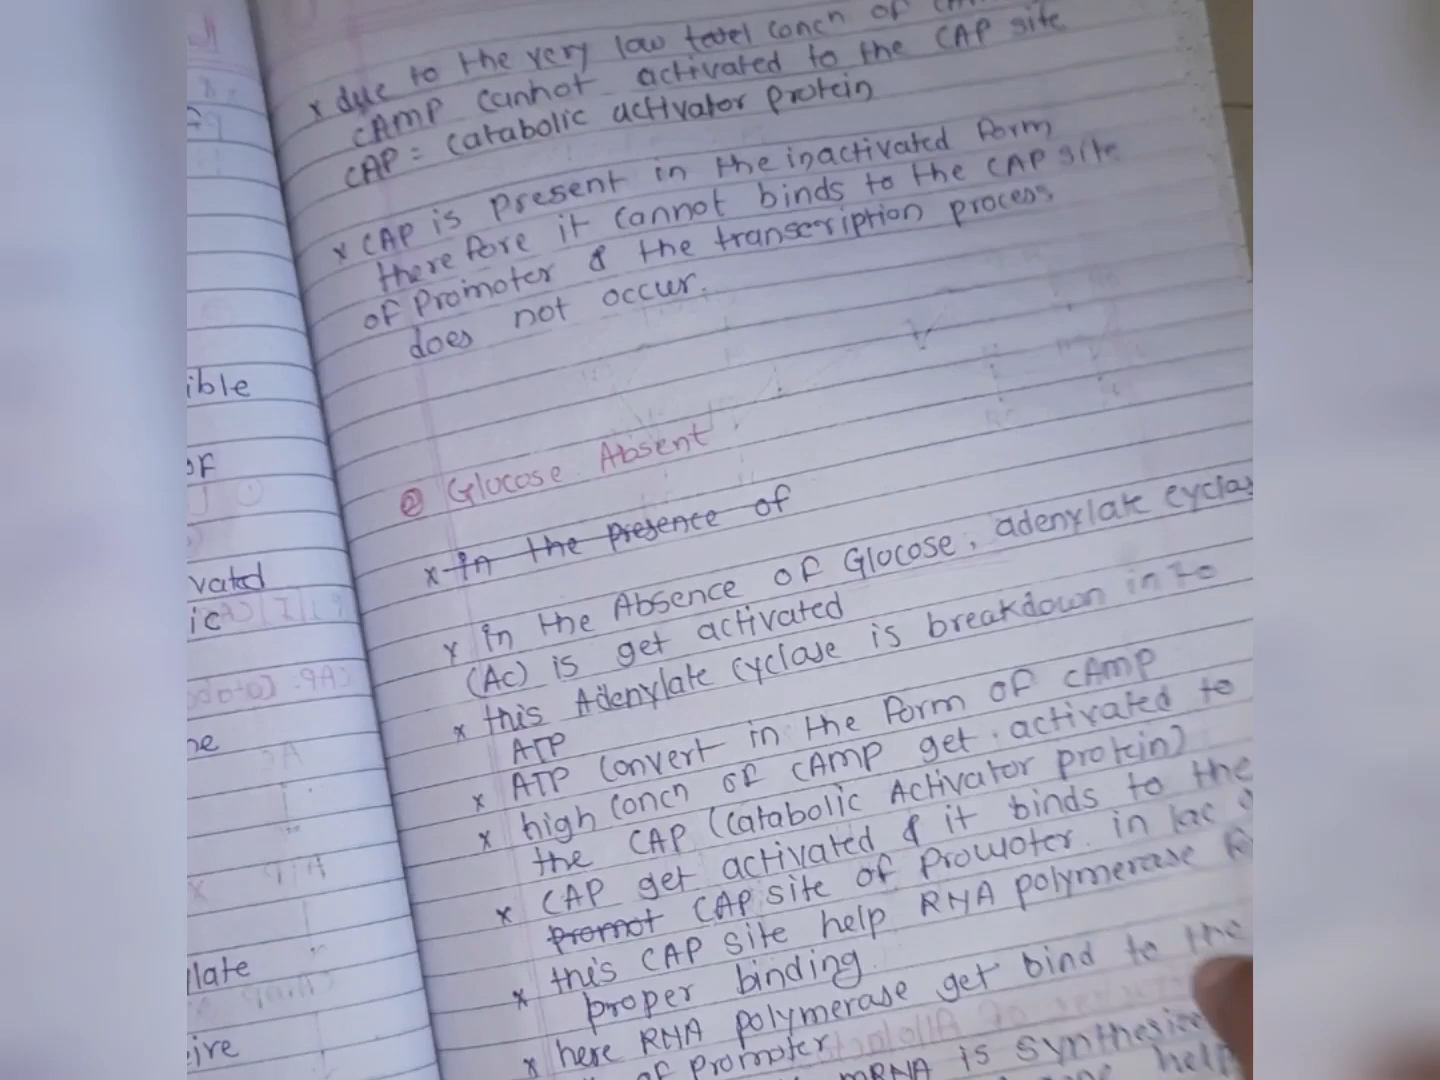 x due to the very low level concn of
cAMP cannot activated to the CAP site
CAP = catabolic activator protein
x CAP is present in the inactivated form
therefore it cannot binds to the CAP site
of Promoter & the transcription process
does not occur.
② Glucose Absent
x in the presence of
x in the Absence of Glucose, adenylate cyclas
(AC) is get activated
x this Adenylate cyclase is breakdown into
ATP
x ATP convert in the form of cAMP
x high concn of cAMP get activated to
the CAP (catabolic Activator protein)
x CAP get activated & it binds to the
promot CAP site of promoter in lac
x this CAP site help RNA polymerase
proper binding
x here RNA polymerase get bind to the
of promoter
mRNA is synthesi
help
ible
of
vated
ic
late
ire